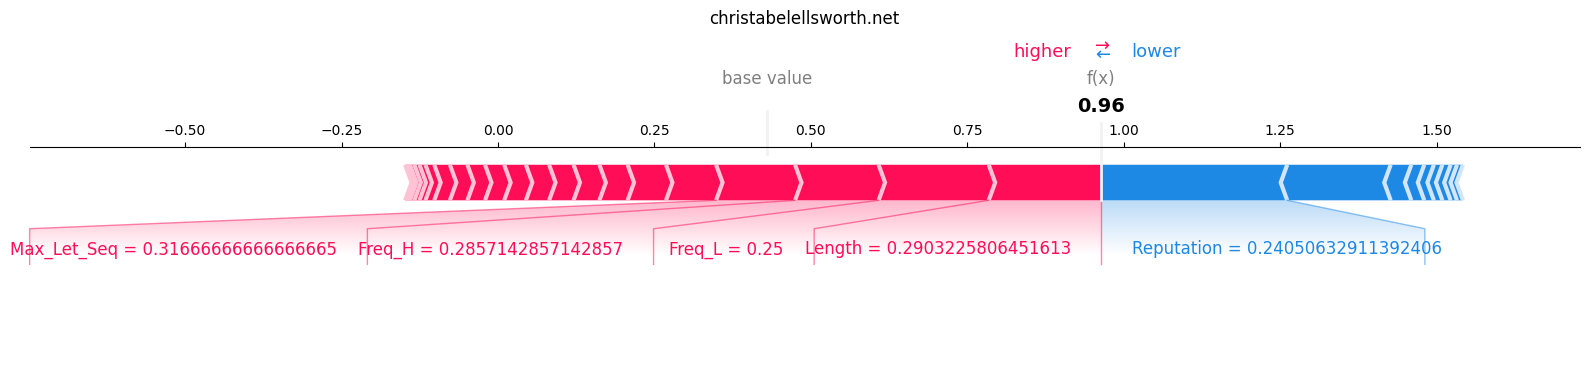 christabelellsworth.net
higher → ← lower
base value f(x)
0.96
−0.50 −0.25 0.00 0.25 0.50 0.75 1.00 1.25 1.50
Max_Let_Seq = 0.31666666666666665 Freq_H = 0.2857142857142857 Freq_L = 0.25 Length = 0.2903225806451613 Reputation = 0.24050632911392406